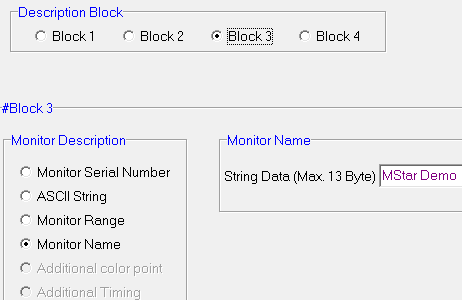 Description Block
Block 1 Block 2 Block 3 Block 4
#Block 3
Monitor Description
Monitor Serial Number
ASCII String
Monitor Range
Monitor Name
Additional color point
Additional Timing
Monitor Name
String Data (Max. 13 Byte) MStar Demo